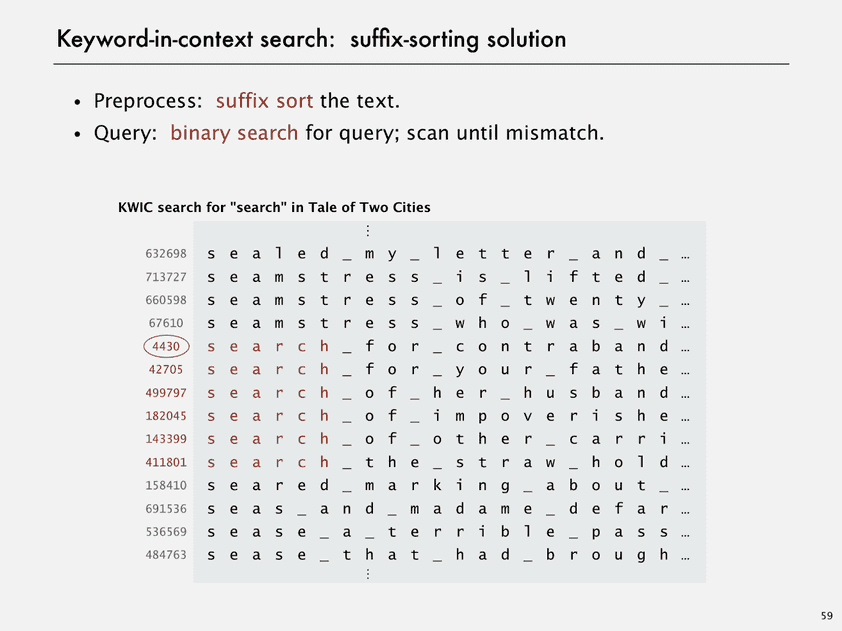 Keyword-in-context search: suffix-sorting solution
• Preprocess: suffix sort the text.
• Query: binary search for query; scan until mismatch.
KWIC search for "search" in Tale of Two Cities
⋮
632698 s e a l e d _ m y _ l e t t e r _ a n d _ …
713727 s e a m s t r e s s _ i s _ l i f t e d _ …
660598 s e a m s t r e s s _ o f _ t w e n t y _ …
67610 s e a m s t r e s s _ w h o _ w a s _ w i …
4430 s e a r c h _ f o r _ c o n t r a b a n d …
42705 s e a r c h _ f o r _ y o u r _ f a t h e …
499797 s e a r c h _ o f _ h e r _ h u s b a n d …
182045 s e a r c h _ o f _ i m p o v e r i s h e …
143399 s e a r c h _ o f _ o t h e r _ c a r r i …
411801 s e a r c h _ t h e _ s t r a w _ h o l d …
158410 s e a r e d _ m a r k i n g _ a b o u t _ …
691536 s e a s _ a n d _ m a d a m e _ d e f a r …
536569 s e a s e _ a _ t e r r i b l e _ p a s s …
484763 s e a s e _ t h a t _ h a d _ b r o u g h …
⋮
59